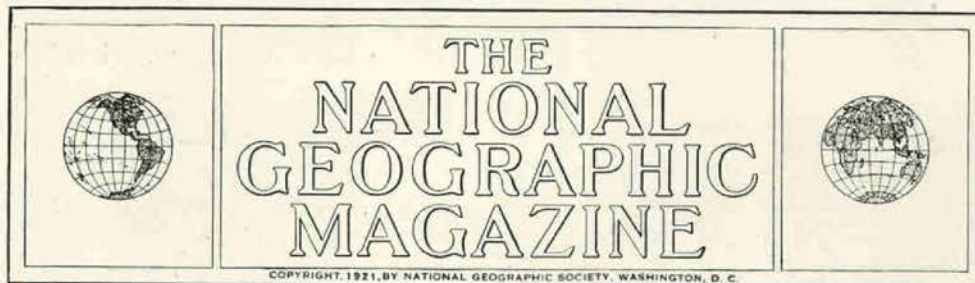 THE
NATIONAL
GEOGRAPHIC
MAGAZINE
COPYRIGHT, 1921, BY NATIONAL GEOGRAPHIC SOCIETY, WASHINGTON, D. C.